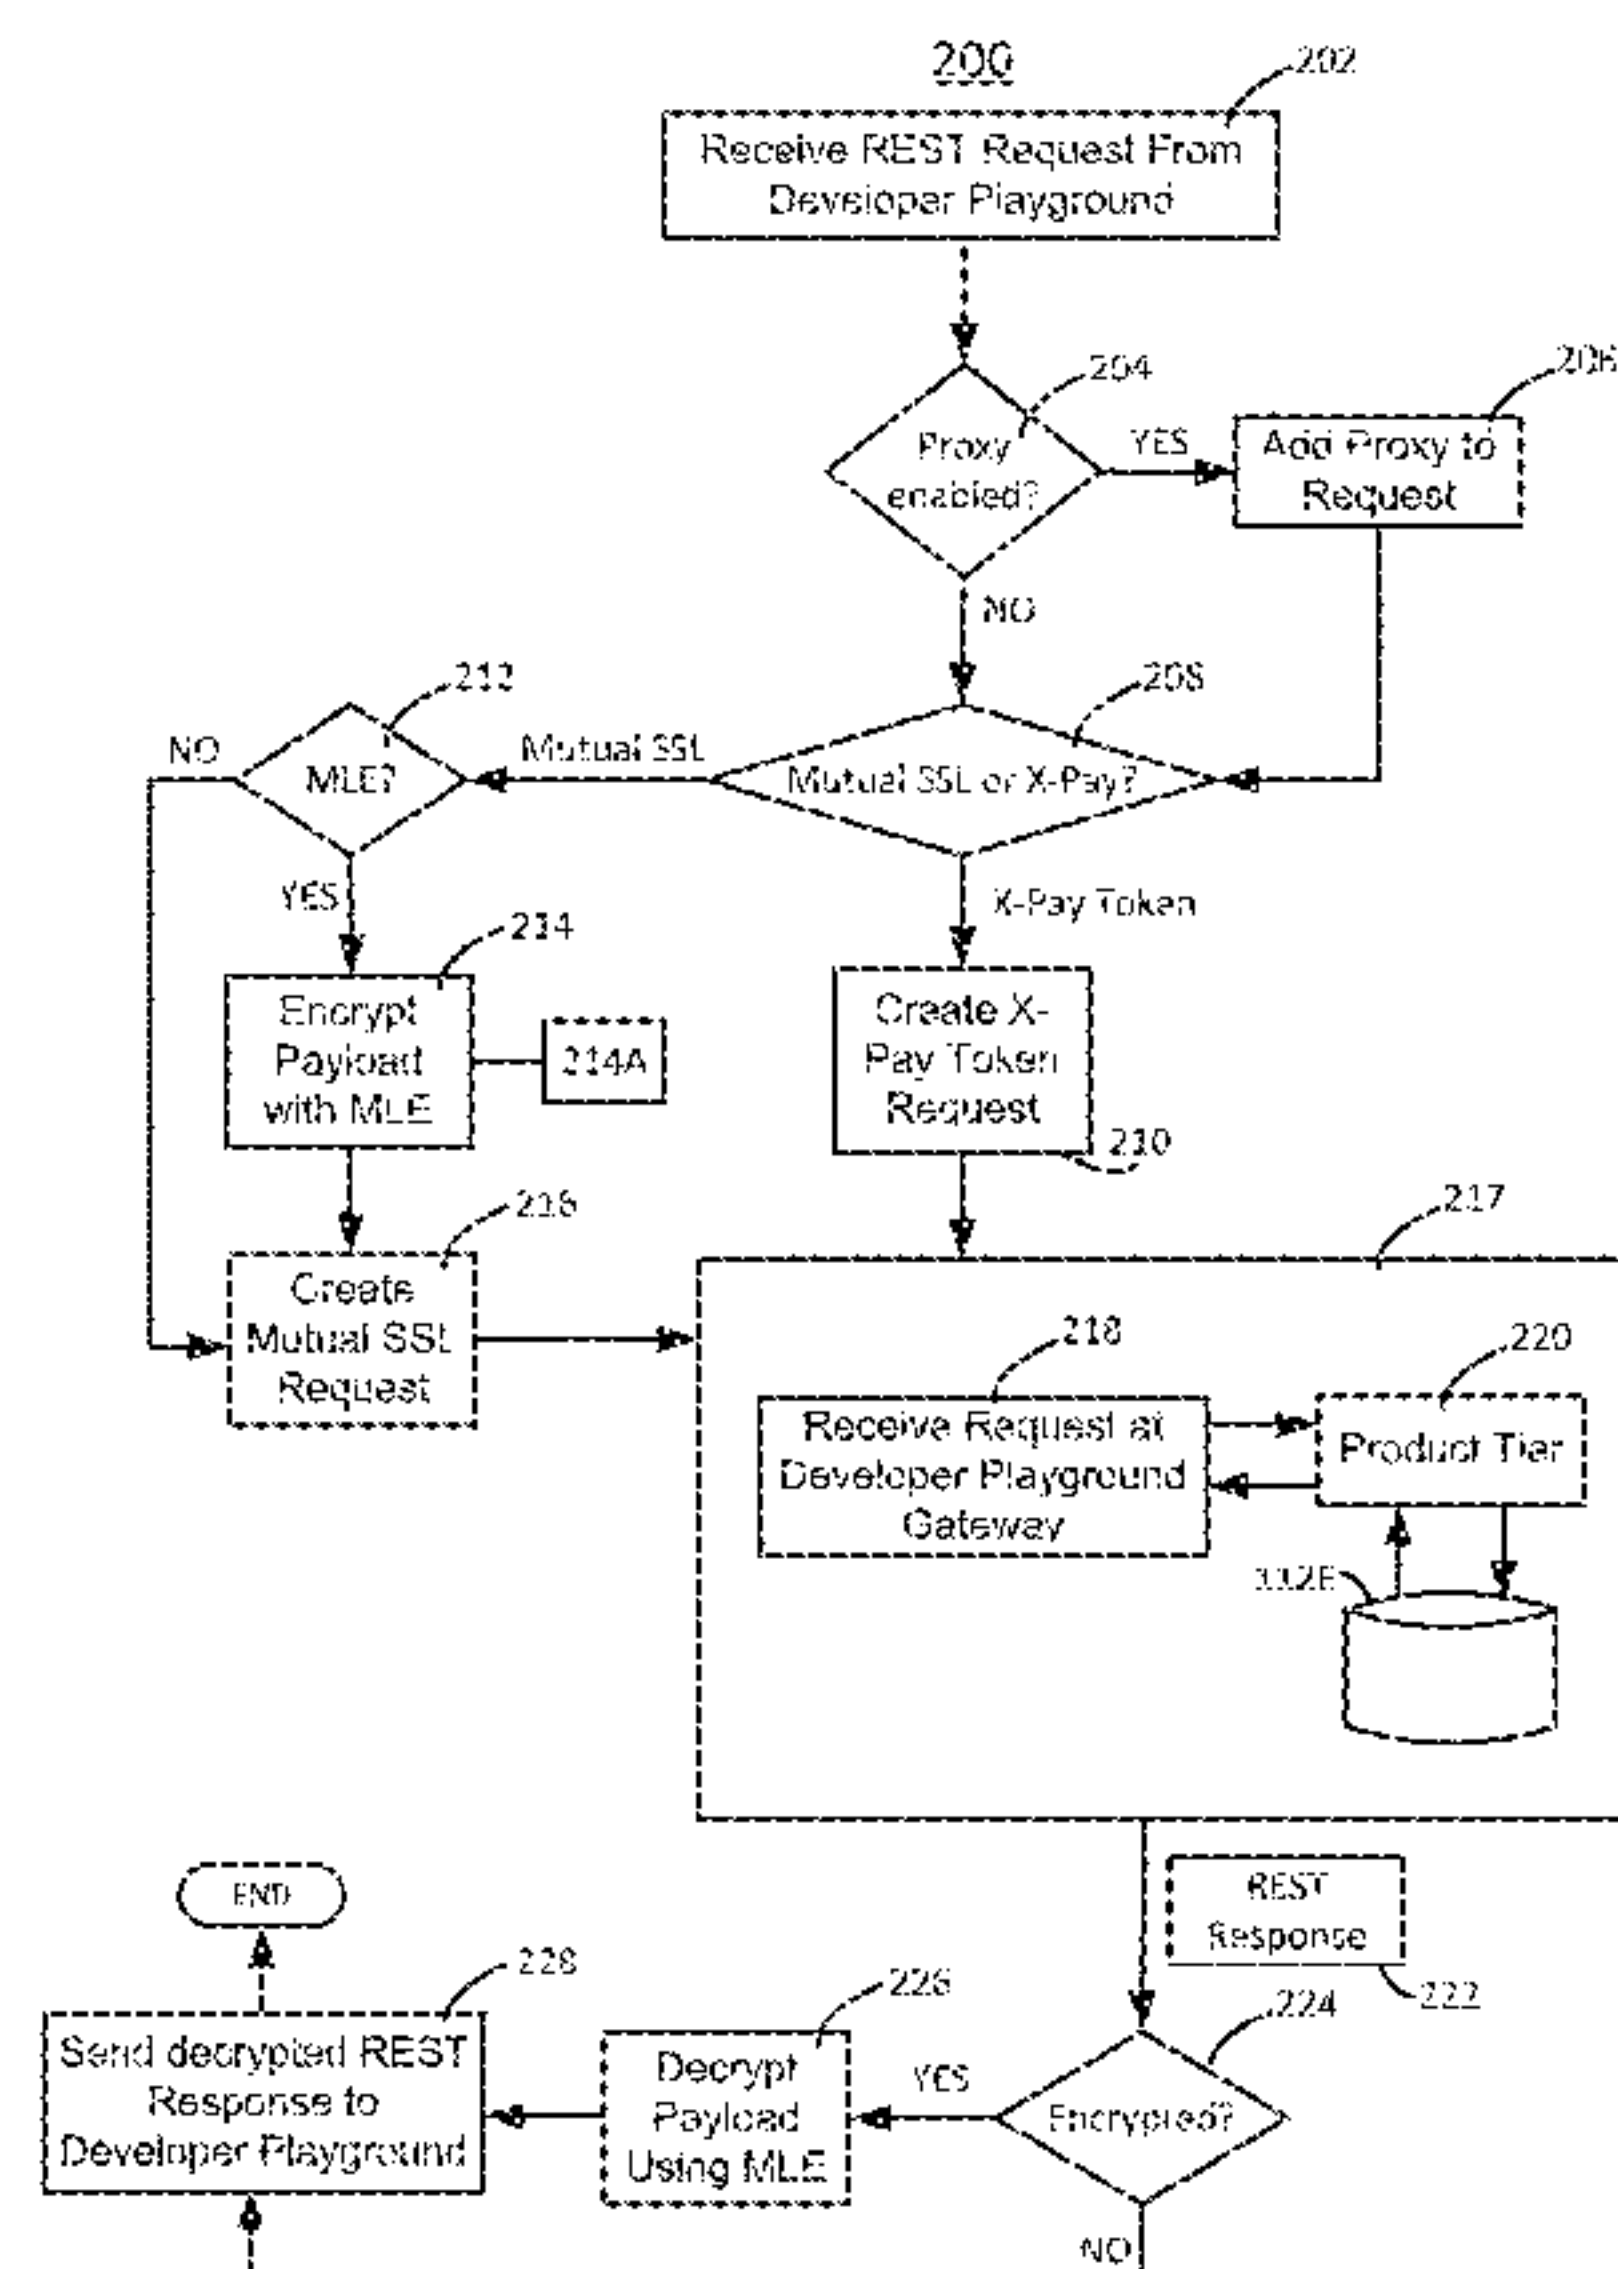 200
202
Receive REST Request From
Developer Playground
204
206
Proxy
enabled?
YES
Add Proxy to
Request
NO
212
208
NO
MLE?
Mutual SSL
Mutual SSL or X-Pay?
YES
X-Pay Token
214
Encrypt
Payload
with MLE
214A
Create X-
Pay Token
Request
210
216
217
Create
Mutual SSL
Request
218
220
Receive Request at
Developer Playground
Gateway
Product Tier
END
REST
Response
222
228
226
224
Send decrypted REST
Response to
Developer Playground
Decrypt
Payload
Using MLE
YES
Encrypted?
NO